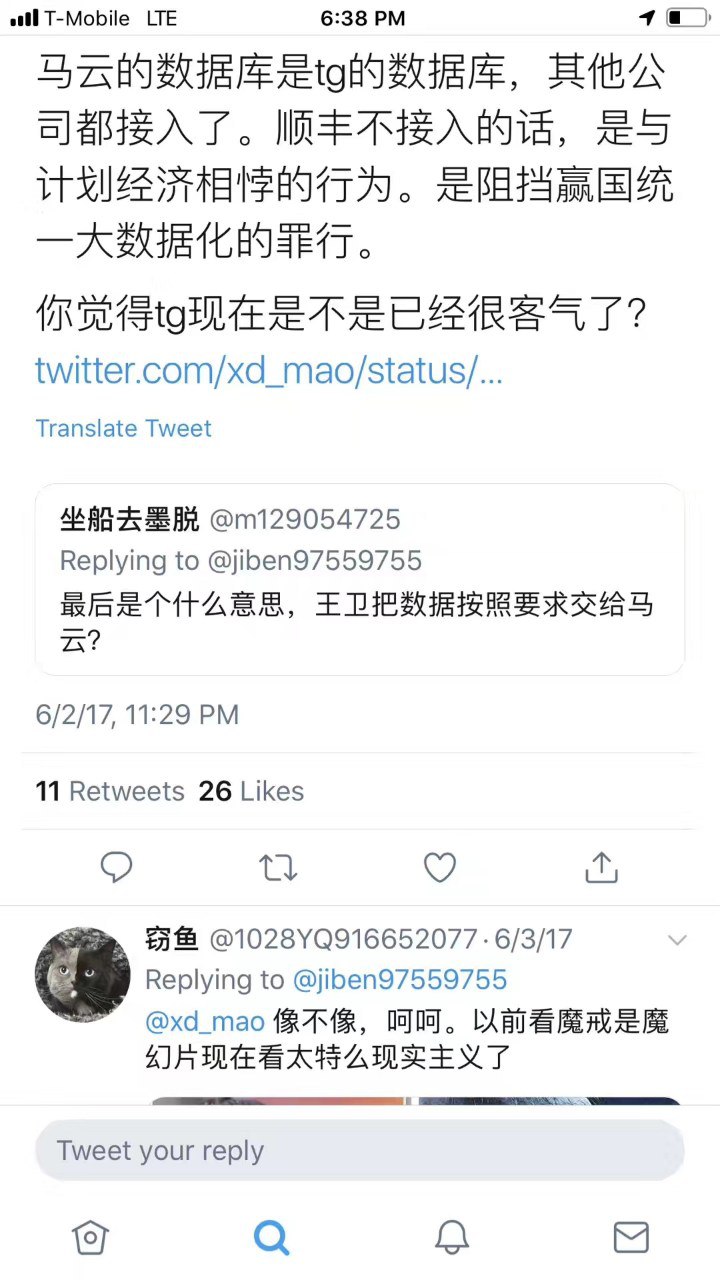 T-Mobile LTE 6:38 PM
马云的数据库是tg的数据库，其他公
司都接入了。顺丰不接入的话，是与
计划经济相悖的行为。是阻挡赢国统
一大数据化的罪行。
你觉得tg现在是不是已经很客气了？
twitter.com/xd_mao/status/...
Translate Tweet
坐船去墨脱 @m129054725
Replying to @jiben97559755
最后是个什么意思，王卫把数据按照要求交给马
云?
6/2/17, 11:29 PM
11 Retweets 26 Likes
窃鱼 @1028YQ916652077 · 6/3/17
Replying to @jiben97559755
@xd_mao 像不像，呵呵。以前看魔戒是魔
幻片现在看太特么现实主义了
Tweet your reply